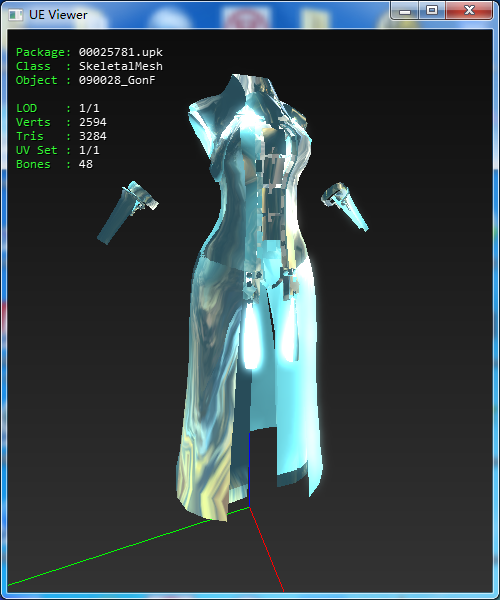 UE Viewer
Package: 00025781.upk
Class : SkeletalMesh
Object : 090028_GonF
LOD : 1/1
Verts : 2594
Tris : 3284
UV Set : 1/1
Bones : 48